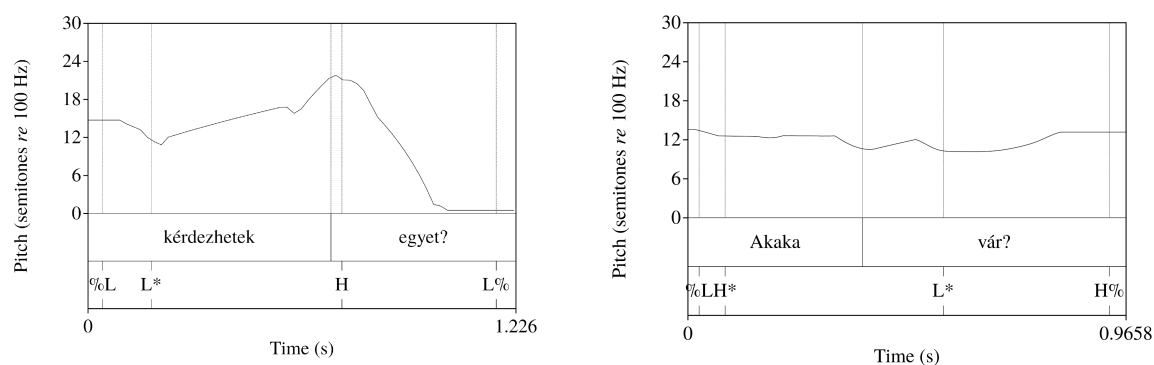 Pitch (semitones re 100 Hz)
30
24
18
12
6
0
kérdezhetek egyet?
%L L* H L%
0 1.226
Time (s)
Pitch (semitones re 100 Hz)
30
24
18
12
6
0
Akaka vár?
%LH* L* H%
0 0.9658
Time (s)